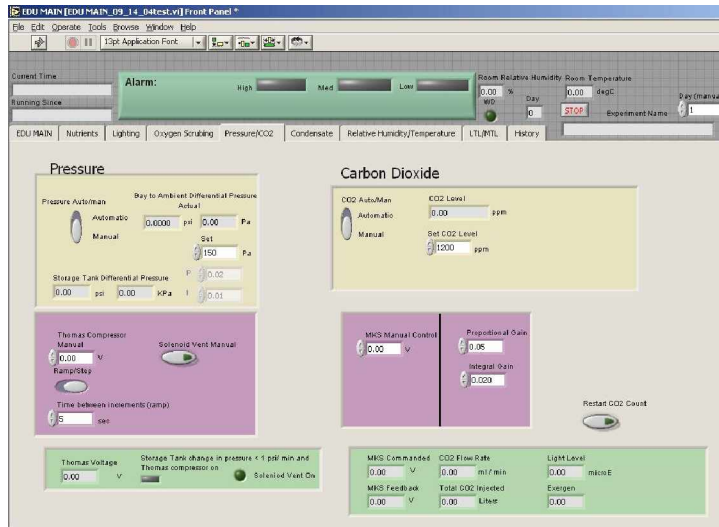 EDU MAIN [EDU MAIN_09_14_04test.vi] Front Panel *
File Edit Operate Tools Browse Window Help
13pt Application Font
Current Time
Running Since
Alarm:
High Med Low
Room Relative Humidity Room Temperature
0.00 % 0.00 degC
WD Day
0 STOP Experiment Name
Day (manua
1
EDU MAIN Nutrients Lighting Oxygen Scrubing Pressure/CO2 Condensate Relative Humidity/Temperature LTL/MTL History
Pressure
Pressure Auto/man
Automatic
Manual
Bay to Ambient Differential Pressure
Actual
0.0000 psi 0.00 Pa
Set
150 Pa
P 0.02
I 0.01
Storage Tank Differential Pressure
0.00 psi 0.00 KPa
Thomas Compressor
Manual
0.00 V
Solenoid Vent Manual
Ramp/Step
Time between increments (ramp)
5 sec
Thomas Voltage
0.00 V
Storage Tank change in pressure < 1 psi/ min and
Thomas compressor on
Solenoid Vent On
Carbon Dioxide
CO2 Auto/Man
Automatic
Manual
CO2 Level
0.00 ppm
Set CO2 Level
1200 ppm
MKS Manual Control
0.00 V
Proportional Gain
0.05
Integral Gain
0.020
Restart CO2 Count
MKS Commanded CO2 Flow Rate Light Level
0.00 V 0.00 ml / min 0.00 microE
MKS Feedback Total CO2 Injected Exergen
0.00 V 0.00 Liters 0.00